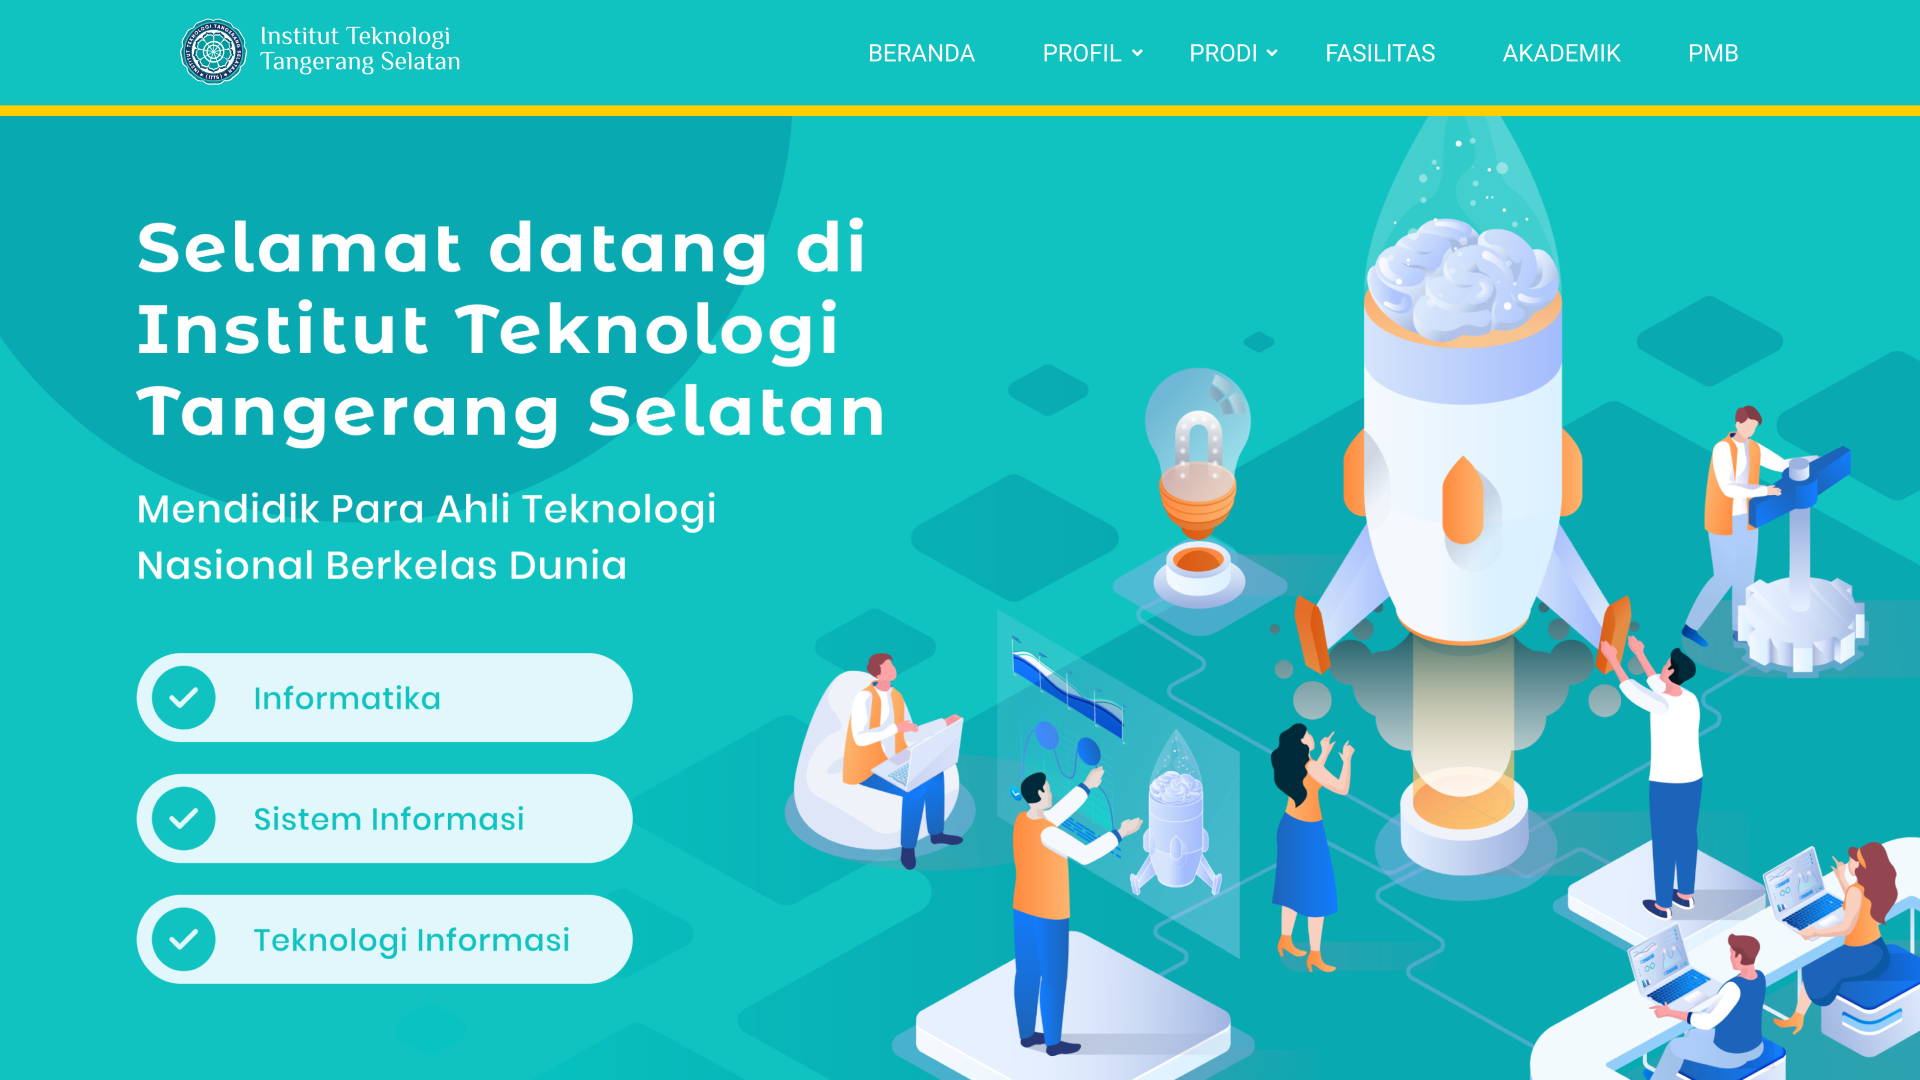 Institut Teknologi
Tangerang Selatan
BERANDA PROFIL PRODI FASILITAS AKADEMIK PMB
Selamat datang di
Institut Teknologi
Tangerang Selatan
Mendidik Para Ahli Teknologi
Nasional Berkelas Dunia
Informatika
Sistem Informasi
Teknologi Informasi